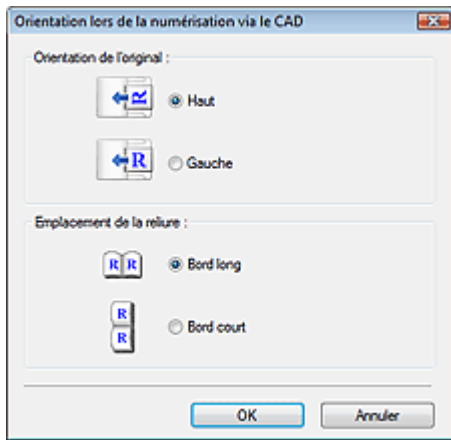 Orientation lors de la numérisation via le CAD
Orientation de l'original :
R
Haut
R
Gauche
Emplacement de la reliure :
R R
Bord long
R
R
Bord court
OK
Annuler